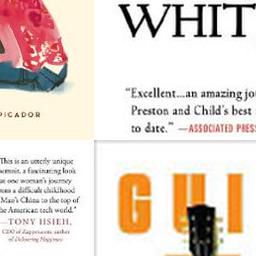 PICADOR
This is an utterly unique
memoir, a fascinating look
at one woman's journey
from a difficult childhood
Mao's China to the top of
the American tech world."
—TONY HSIEH,
CEO of Zappos.com, author
of Delivering Happiness
WHIT
"Excellent...an amazing jo
Preston and Child's best
to date." —ASSOCIATED PRESS
GUI